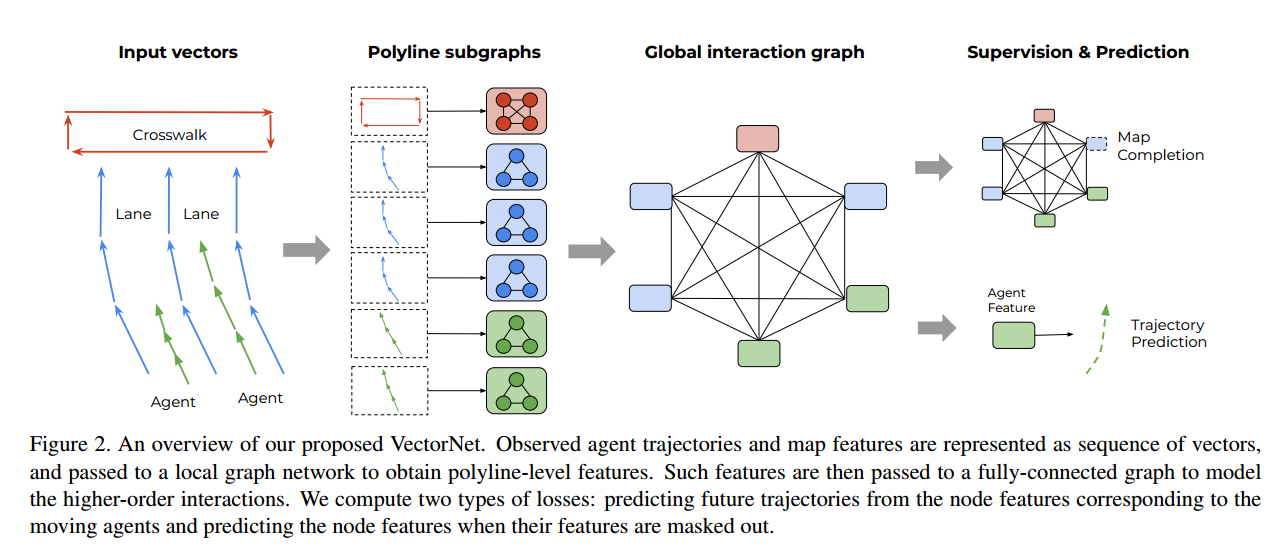 Input vectors
Polyline subgraphs
Global interaction graph
Supervision & Prediction
Crosswalk
Lane
Lane
Agent
Agent
Map
Completion
Agent
Feature
Trajectory
Prediction
Figure 2. An overview of our proposed VectorNet. Observed agent trajectories and map features are represented as sequence of vectors,
and passed to a local graph network to obtain polyline-level features. Such features are then passed to a fully-connected graph to model
the higher-order interactions. We compute two types of losses: predicting future trajectories from the node features corresponding to the
moving agents and predicting the node features when their features are masked out.